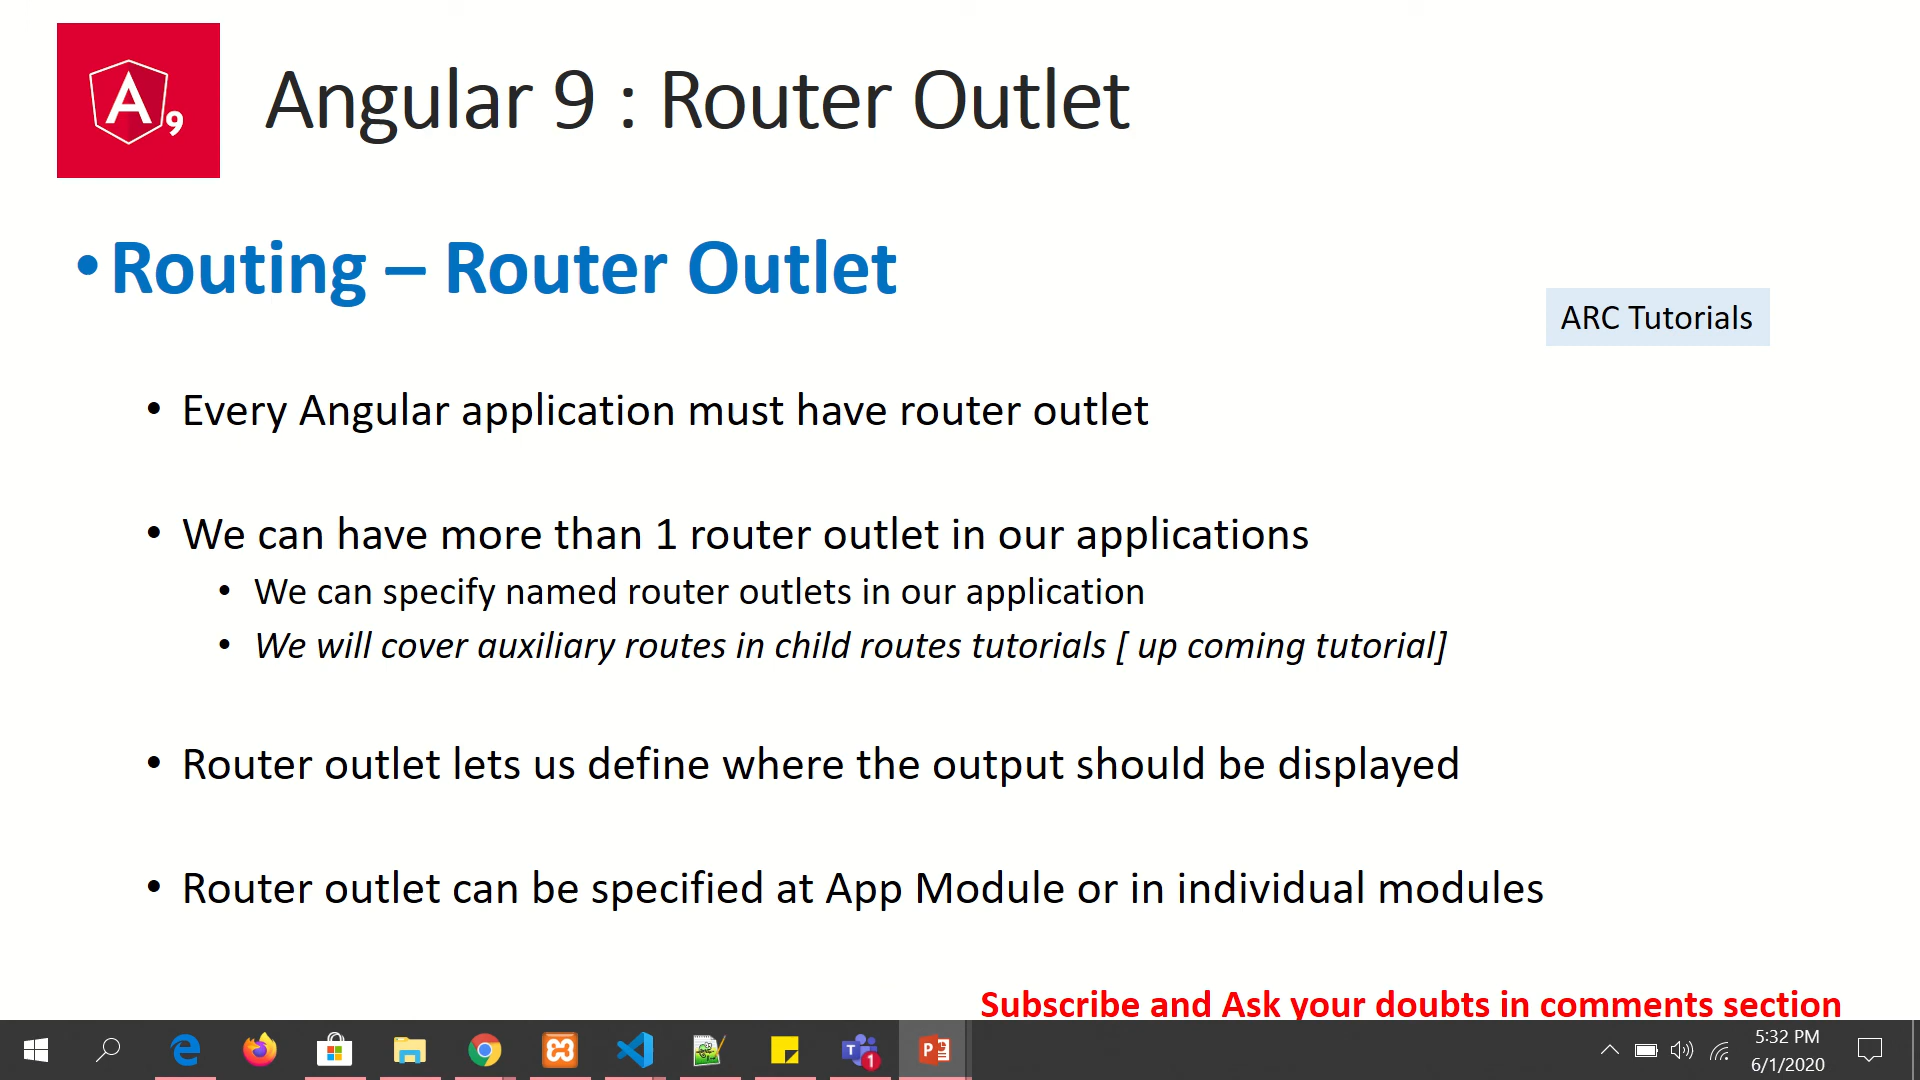 A9
Angular 9 : Router Outlet
• Routing – Router Outlet
ARC Tutorials
• Every Angular application must have router outlet
• We can have more than 1 router outlet in our applications
• We can specify named router outlets in our application
• We will cover auxiliary routes in child routes tutorials [ up coming tutorial]
• Router outlet lets us define where the output should be displayed
• Router outlet can be specified at App Module or in individual modules
Subscribe and Ask your doubts in comments section
5:32 PM
6/1/2020